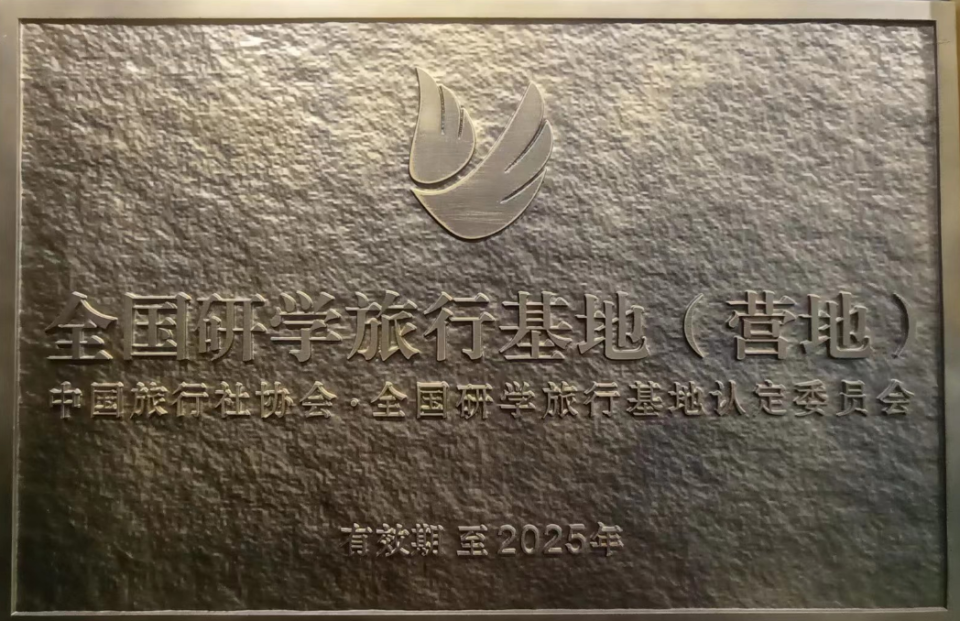 全国研学旅行基地（营地）
中国旅行社协会·全国研学旅行基地认定委员会
有效期 至2025年